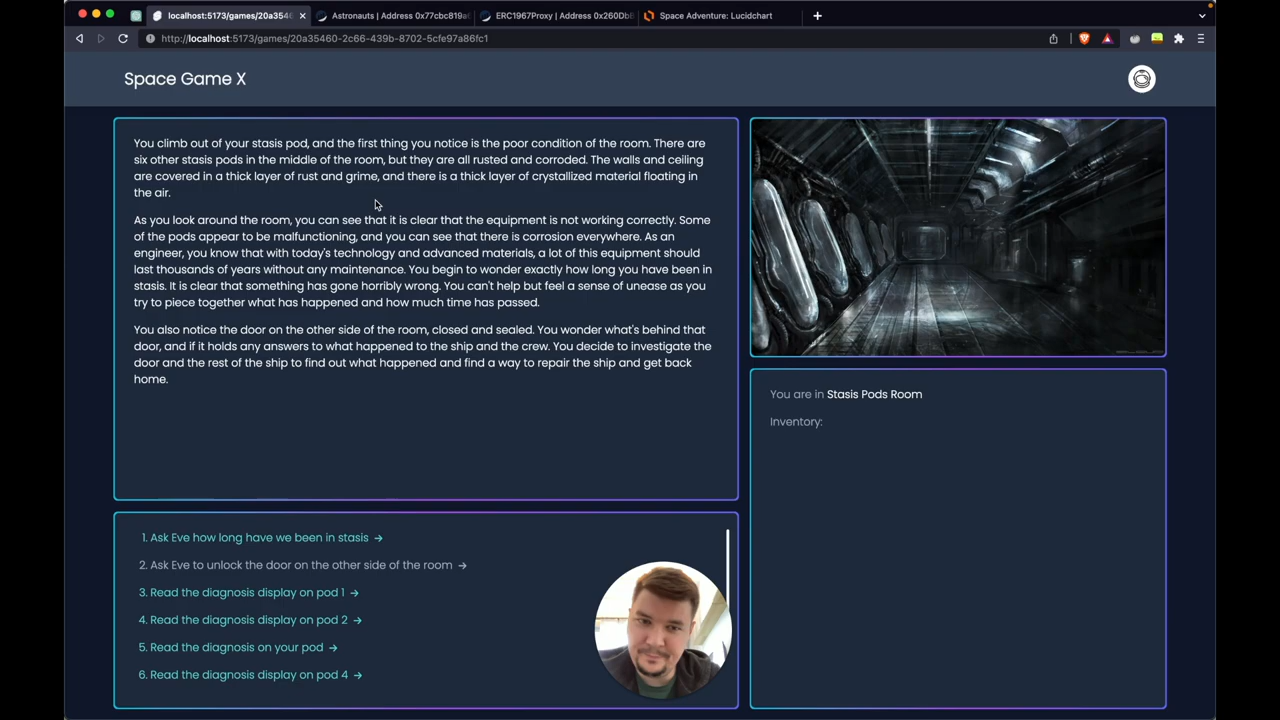 localhost:5173/games/20a3546
Astronauts | Address 0x77cbc819a
ERC1967Proxy | Address 0x260DbB
Space Adventure: Lucidchart
http://localhost:5173/games/20a35460-2c66-439b-8702-5cfe97a86fc1
Space Game X
You climb out of your stasis pod, and the first thing you notice is the poor condition of the room. There are
six other stasis pods in the middle of the room, but they are all rusted and corroded. The walls and ceiling
are covered in a thick layer of rust and grime, and there is a thick layer of crystallized material floating in
the air.
As you look around the room, you can see that it is clear that the equipment is not working correctly. Some
of the pods appear to be malfunctioning, and you can see that there is corrosion everywhere. As an
engineer, you know that with today's technology and advanced materials, a lot of this equipment should
last thousands of years without any maintenance. You begin to wonder exactly how long you have been in
stasis. It is clear that something has gone horribly wrong. You can't help but feel a sense of unease as you
try to piece together what has happened and how much time has passed.
You also notice the door on the other side of the room, closed and sealed. You wonder what's behind that
door, and if it holds any answers to what happened to the ship and the crew. You decide to investigate the
door and the rest of the ship to find out what happened and find a way to repair the ship and get back
home.
1. Ask Eve how long have we been in stasis →
2. Ask Eve to unlock the door on the other side of the room →
3. Read the diagnosis display on pod 1 →
4. Read the diagnosis display on pod 2 →
5. Read the diagnosis on your pod →
6. Read the diagnosis display on pod 4 →
You are in Stasis Pods Room
Inventory: